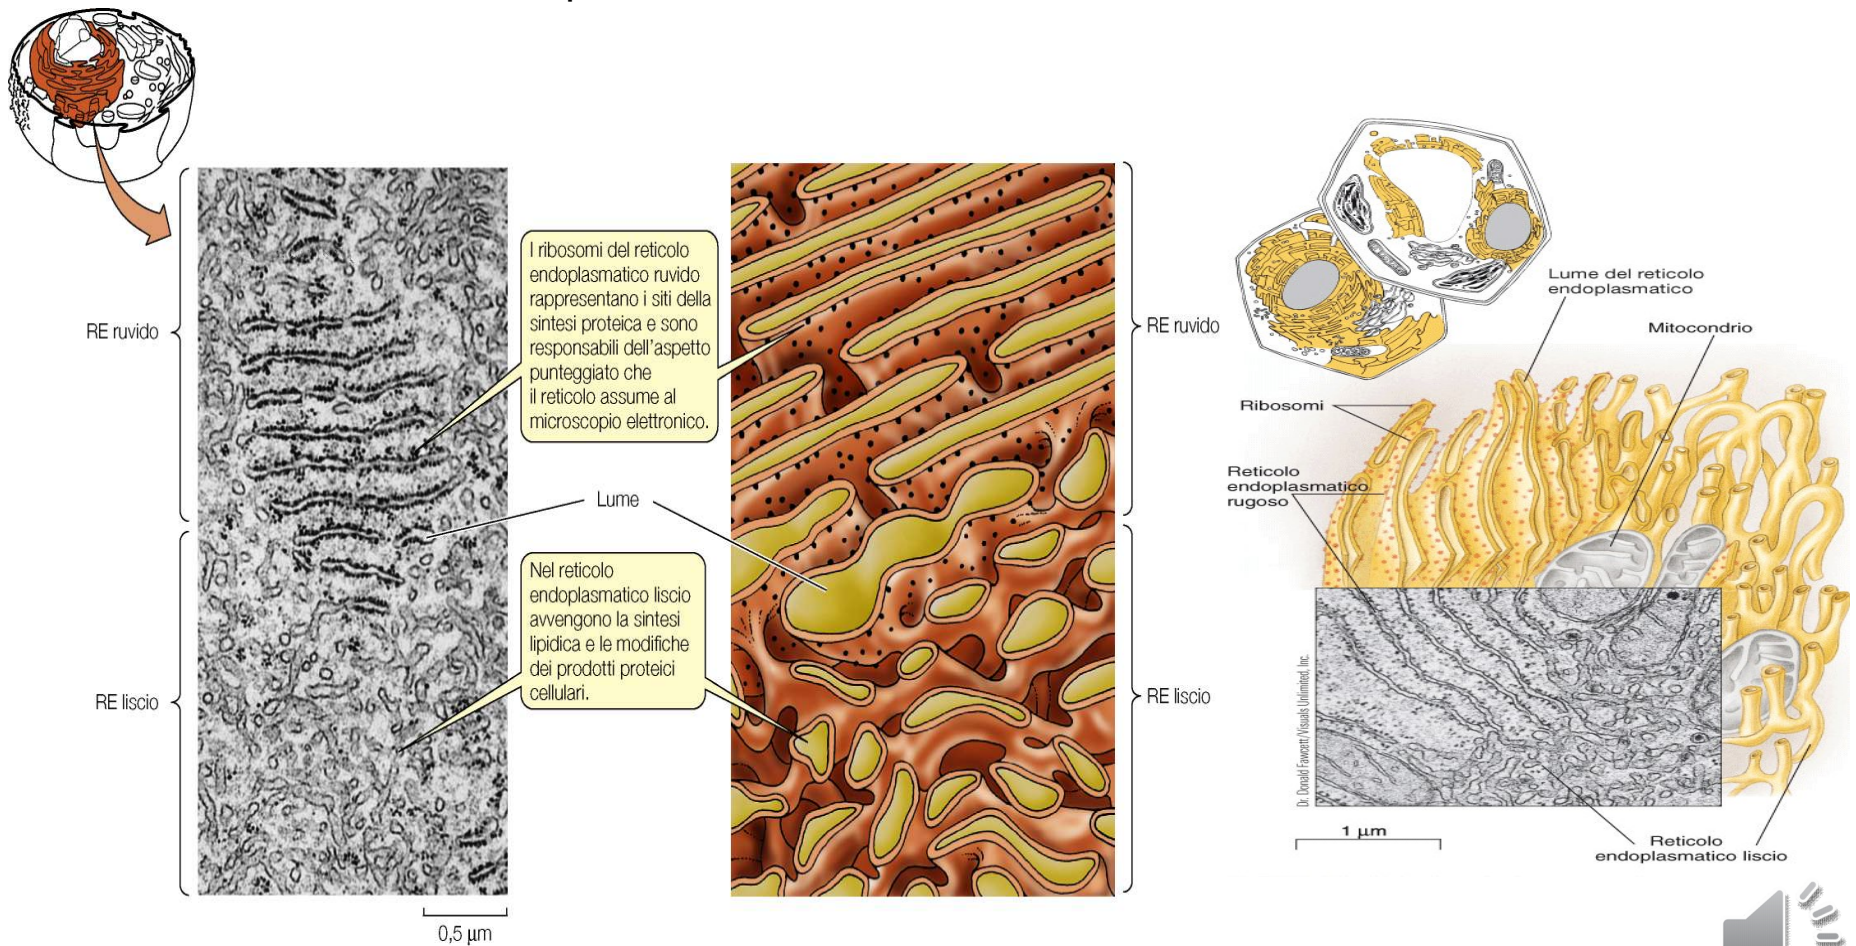 RE ruvido
RE liscio
0,5 µm
I ribosomi del reticolo
endoplasmatico ruvido
rappresentano i siti della
sintesi proteica e sono
responsabili dell'aspetto
punteggiato che
il reticolo assume al
microscopio elettronico.
Lume
Nel reticolo
endoplasmatico liscio
avvengono la sintesi
lipidica e le modifiche
dei prodotti proteici
cellulari.
RE ruvido
RE liscio
Lume del reticolo
endoplasmatico
Mitocondrio
Ribosomi
Reticolo
endoplasmatico
rugoso
Dr. Donald Fawcett/Visuals Unlimited, Inc.
1 µm
Reticolo
endoplasmatico liscio